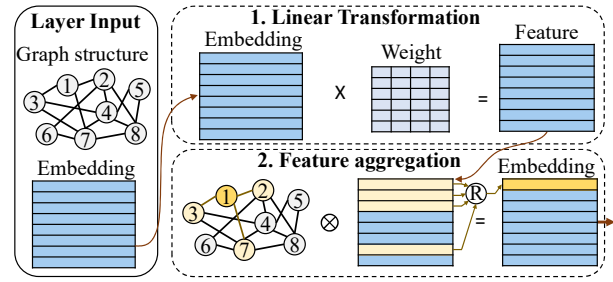 Layer Input
Graph structure
1
2
5
3
4
6
7
8
Embedding
1. Linear Transformation
Embedding
Weight
Feature
X
=
2. Feature aggregation
Embedding
1
2
5
3
4
6
7
8
⊗
R
=